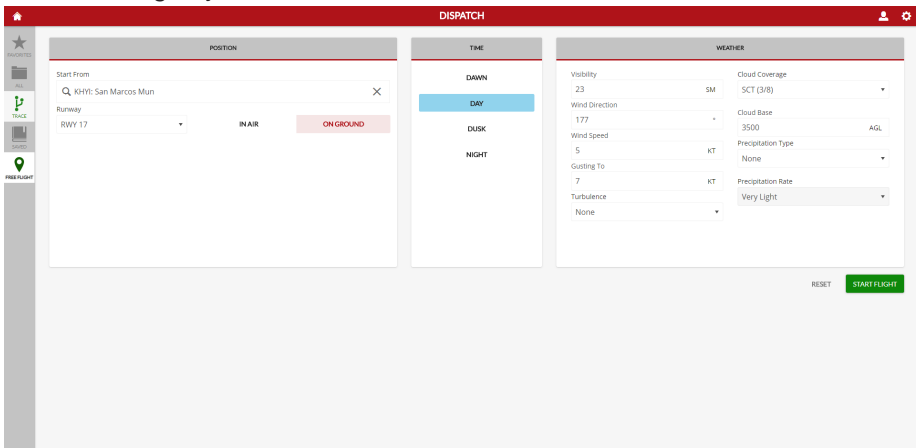 DISPATCH
FAVORITES
ALL
TRACE
SAVED
FREE FLIGHT
POSITION
Start From
KHYI: San Marcos Mun
Runway
RWY 17
IN AIR
ON GROUND
TIME
DAWN
DAY
DUSK
NIGHT
WEATHER
Visibility
23 SM
Wind Direction
177 °
Wind Speed
5 KT
Gusting To
7 KT
Turbulence
None
Cloud Coverage
SCT (3/8)
Cloud Base
3500 AGL
Precipitation Type
None
Precipitation Rate
Very Light
RESET
START FLIGHT